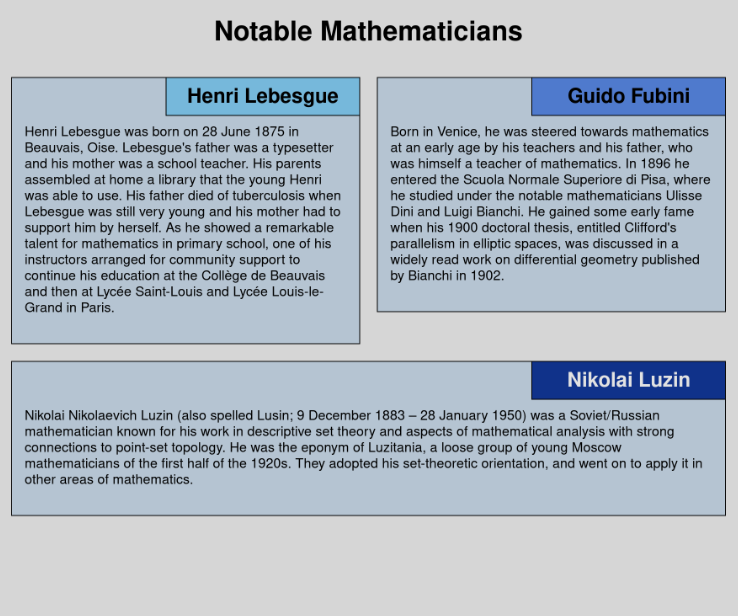 Notable Mathematicians
Henri Lebesgue
Henri Lebesgue was born on 28 June 1875 in
Beauvais, Oise. Lebesgue's father was a typesetter
and his mother was a school teacher. His parents
assembled at home a library that the young Henri
was able to use. His father died of tuberculosis when
Lebesgue was still very young and his mother had to
support him by herself. As he showed a remarkable
talent for mathematics in primary school, one of his
instructors arranged for community support to
continue his education at the Collège de Beauvais
and then at Lycée Saint-Louis and Lycée Louis-le-
Grand in Paris.
Guido Fubini
Born in Venice, he was steered towards mathematics
at an early age by his teachers and his father, who
was himself a teacher of mathematics. In 1896 he
entered the Scuola Normale Superiore di Pisa, where
he studied under the notable mathematicians Ulisse
Dini and Luigi Bianchi. He gained some early fame
when his 1900 doctoral thesis, entitled Clifford's
parallelism in elliptic spaces, was discussed in a
widely read work on differential geometry published
by Bianchi in 1902.
Nikolai Luzin
Nikolai Nikolaevich Luzin (also spelled Lusin; 9 December 1883 – 28 January 1950) was a Soviet/Russian
mathematician known for his work in descriptive set theory and aspects of mathematical analysis with strong
connections to point-set topology. He was the eponym of Luzitania, a loose group of young Moscow
mathematicians of the first half of the 1920s. They adopted his set-theoretic orientation, and went on to apply it in
other areas of mathematics.